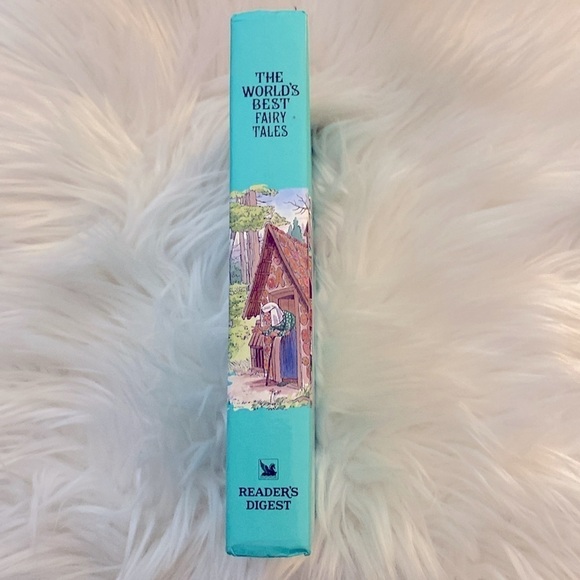 THE
WORLD'S
BEST
FAIRY
TALES
READER'S
DIGEST